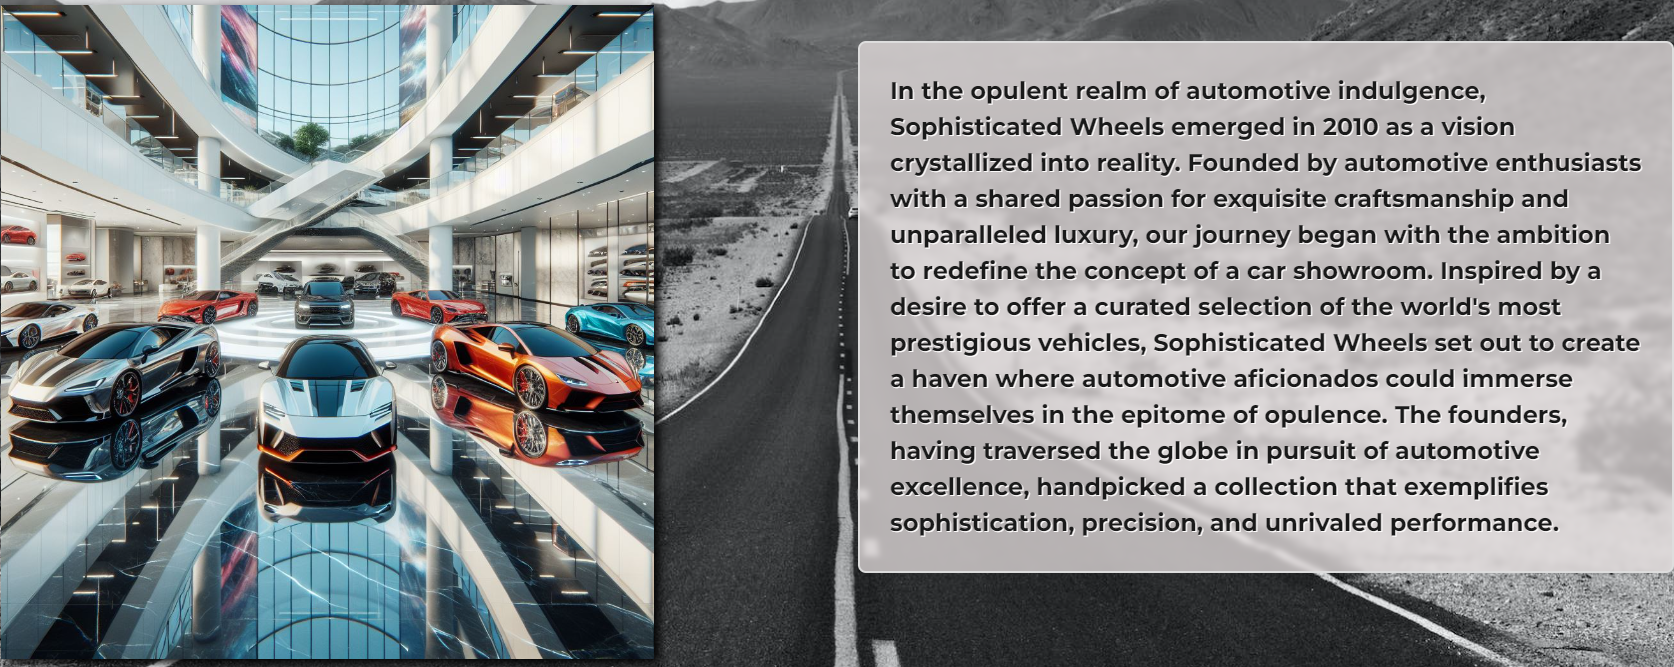 In the opulent realm of automotive indulgence,
Sophisticated Wheels emerged in 2010 as a vision
crystallized into reality. Founded by automotive enthusiasts
with a shared passion for exquisite craftsmanship and
unparalleled luxury, our journey began with the ambition
to redefine the concept of a car showroom. Inspired by a
desire to offer a curated selection of the world's most
prestigious vehicles, Sophisticated Wheels set out to create
a haven where automotive aficionados could immerse
themselves in the epitome of opulence. The founders,
having traversed the globe in pursuit of automotive
excellence, handpicked a collection that exemplifies
sophistication, precision, and unrivaled performance.